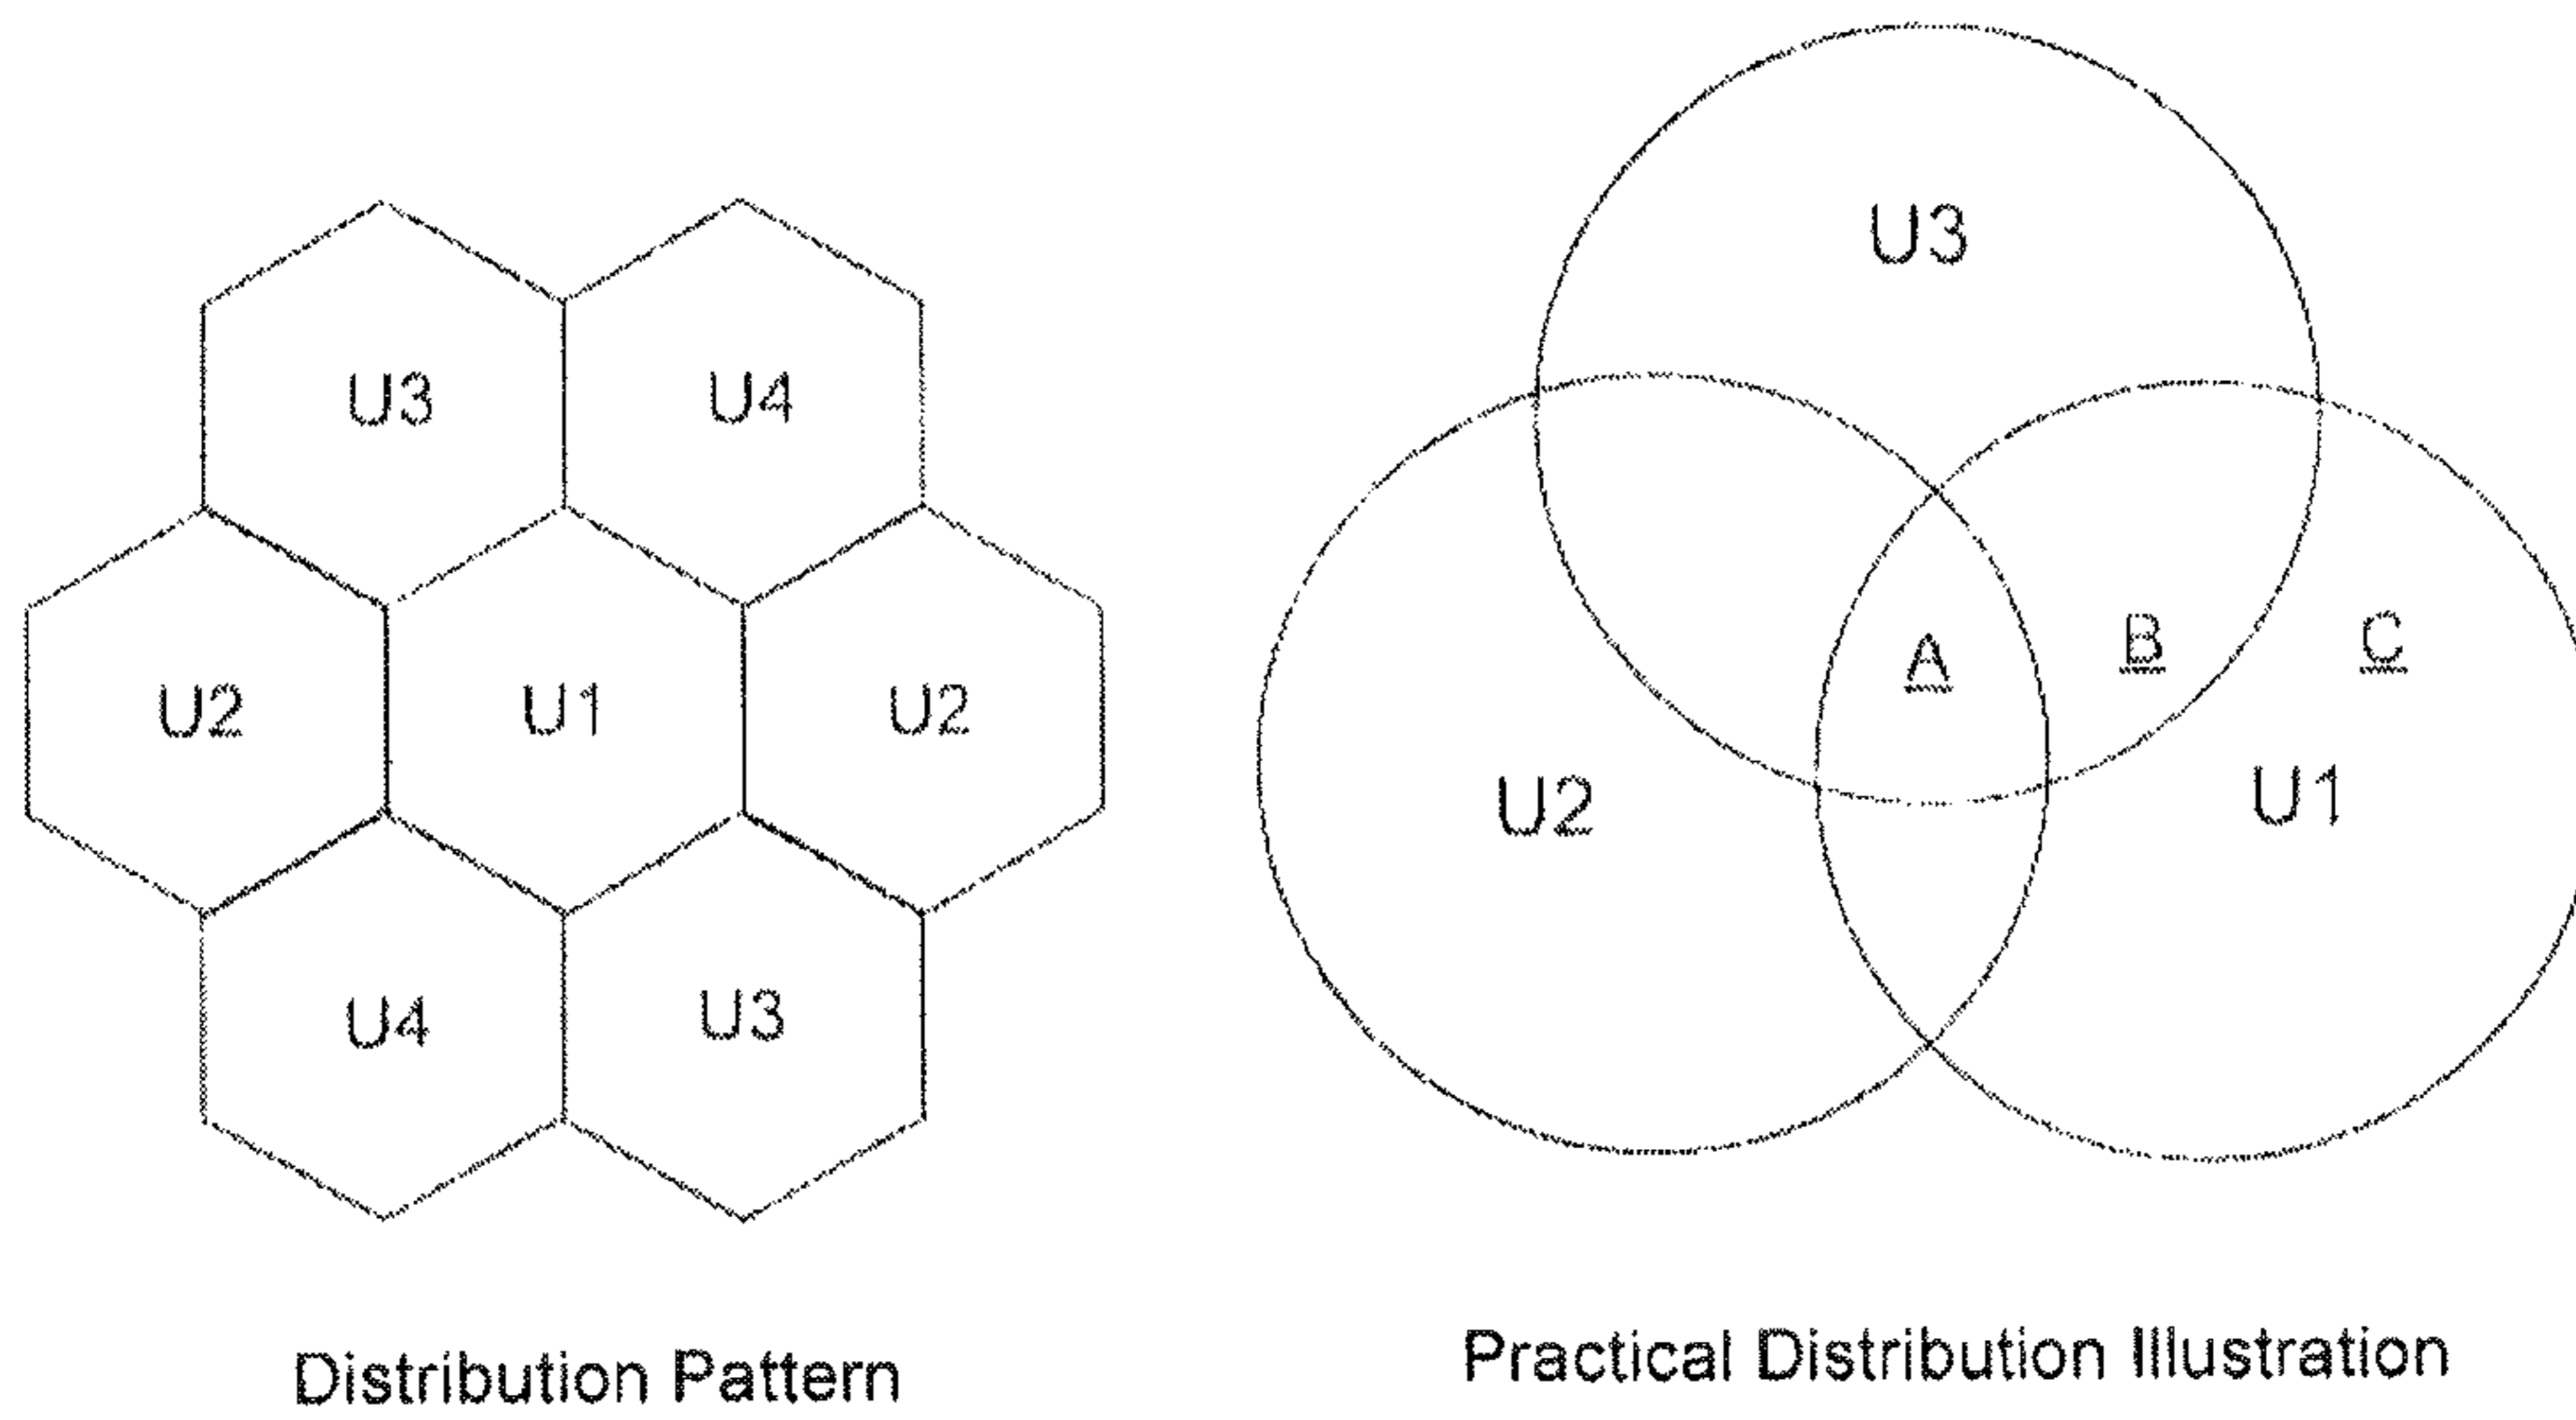 U3 U4
U2 U1 U2
U4 U3
Distribution Pattern
U3
A B C
U2 U1
Practical Distribution Illustration